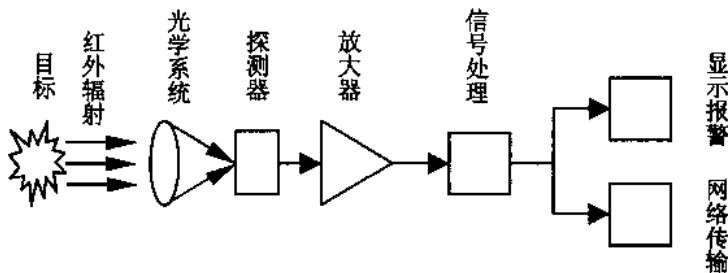 目标
红外辐射
光学系统
探测器
放大器
信号处理
显示报警
网络传输